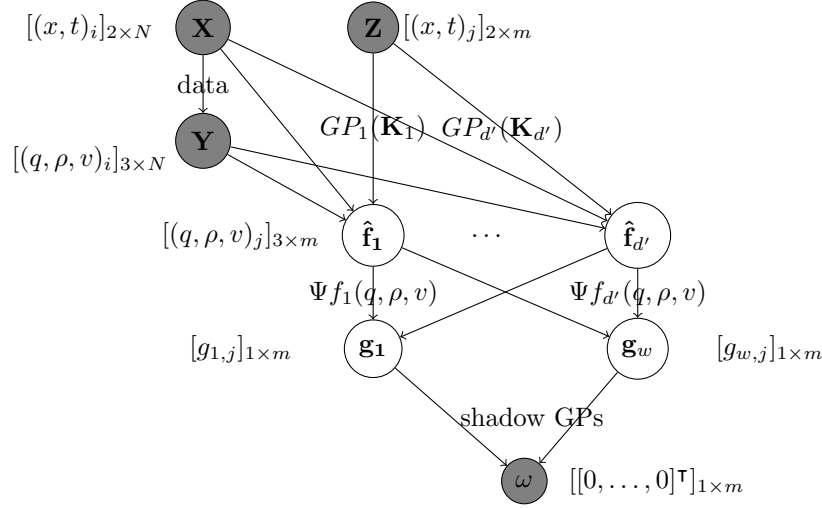 [(x, t)_i]_{2×N} X Z [(x, t)_j]_{2×m}
data
GP_1(K_1) GP_{d′}(K_{d′})
Y
[(q, ρ, v)_i]_{3×N}
[(q, ρ, v)_j]_{3×m} f̂_1 … f̂_{d′}
Ψf_1(q, ρ, v) Ψf_{d′}(q, ρ, v)
[g_{1,j}]_{1×m} g_1 g_w [g_{w,j}]_{1×m}
shadow GPs
ω [[0, …, 0]^⊺]_{1×m}